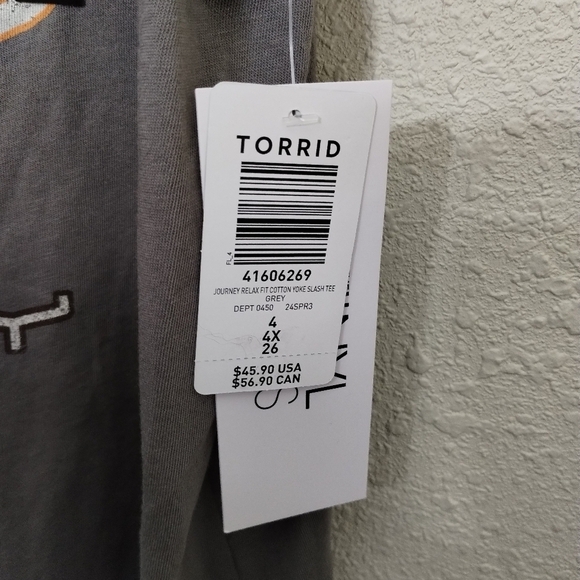 TORRID
FL_4
41606269
JOURNEY RELAX FIT COTTON YOKE SLASH TEE
GREY
DEPT 0450 24SPR3
4
4X
26
$45.90 USA
$56.90 CAN